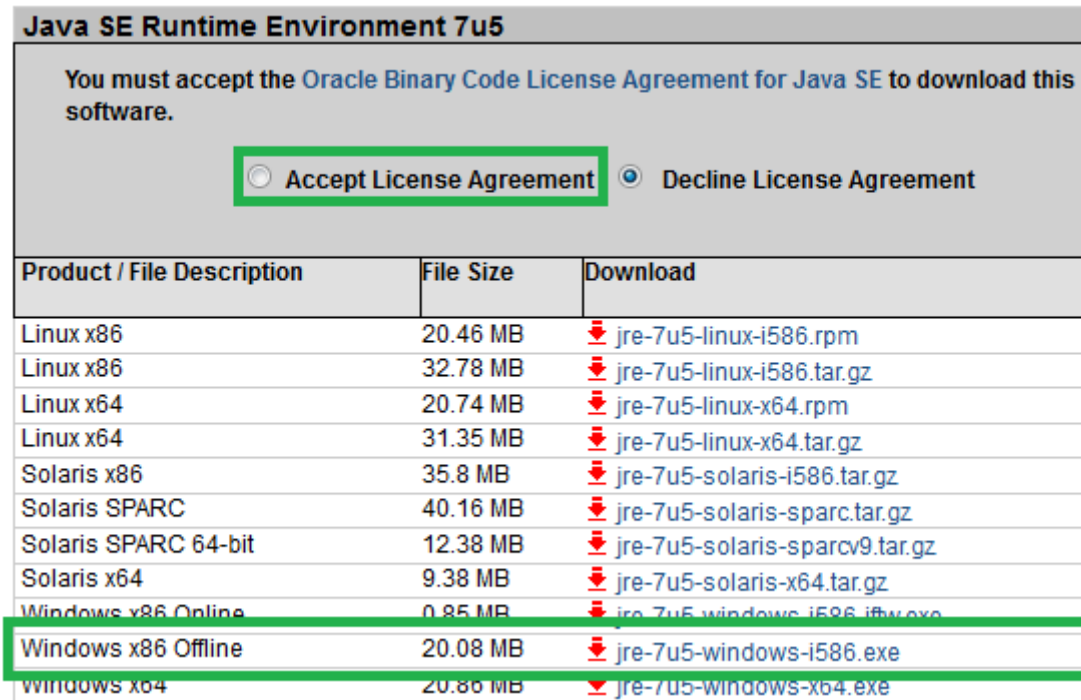 Java SE Runtime Environment 7u5
You must accept the Oracle Binary Code License Agreement for Java SE to download this
software.
Accept License Agreement Decline License Agreement
Product / File Description File Size Download
Linux x86 20.46 MB jre-7u5-linux-i586.rpm
Linux x86 32.78 MB jre-7u5-linux-i586.tar.gz
Linux x64 20.74 MB jre-7u5-linux-x64.rpm
Linux x64 31.35 MB jre-7u5-linux-x64.tar.gz
Solaris x86 35.8 MB jre-7u5-solaris-i586.tar.gz
Solaris SPARC 40.16 MB jre-7u5-solaris-sparc.tar.gz
Solaris SPARC 64-bit 12.38 MB jre-7u5-solaris-sparcv9.tar.gz
Solaris x64 9.38 MB jre-7u5-solaris-x64.tar.gz
Windows x86 Online 0.85 MB jre-7u5-windows-i586-iftw.exe
Windows x86 Offline 20.08 MB jre-7u5-windows-i586.exe
Windows x64 20.86 MB jre-7u5-windows-x64.exe